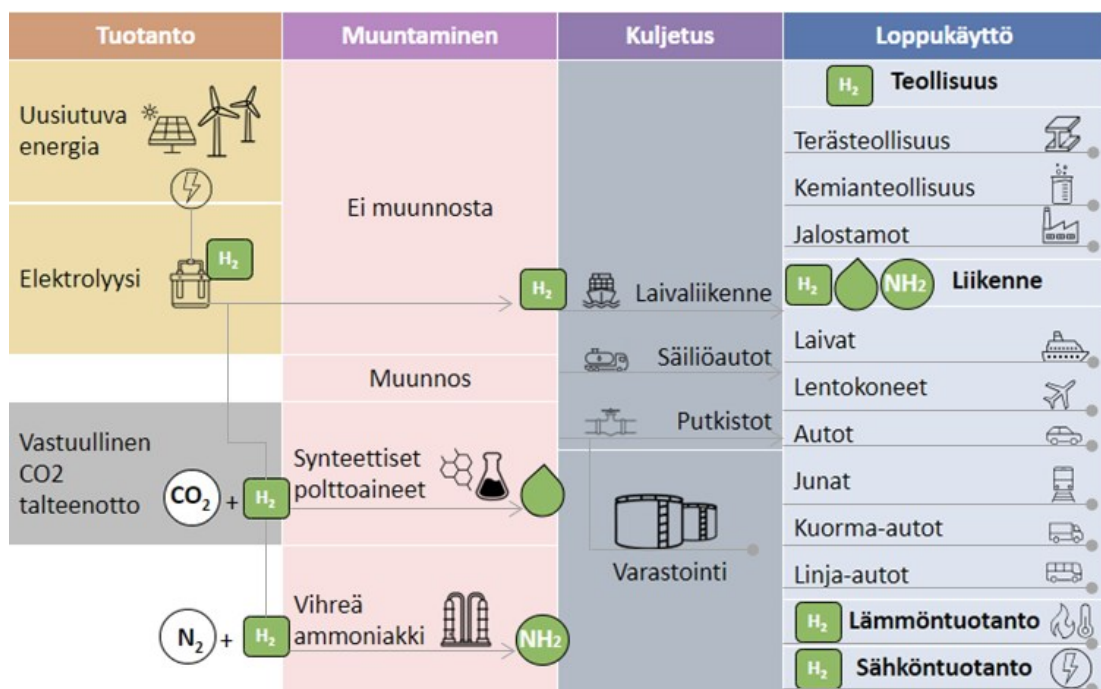 Tuotanto
Muuntaminen
Kuljetus
Loppukäyttö
Uusiutuva
energia
Elektrolyysi
H₂
Vastuullinen
CO2
talteenotto
CO₂ + H₂
N₂ + H₂
Ei muunnosta
H₂
Muunnos
Synteettiset
polttoaineet
Vihreä
ammoniakki
NH₂
Laivaliikenne
Säiliöautot
Putkistot
Varastointi
H₂ Teollisuus
Terästeollisuus
Kemianteollisuus
Jalostamot
H₂ NH₂ Liikenne
Laivat
Lentokoneet
Autot
Junat
Kuorma-autot
Linja-autot
H₂ Lämmöntuotanto
H₂ Sähköntuotanto